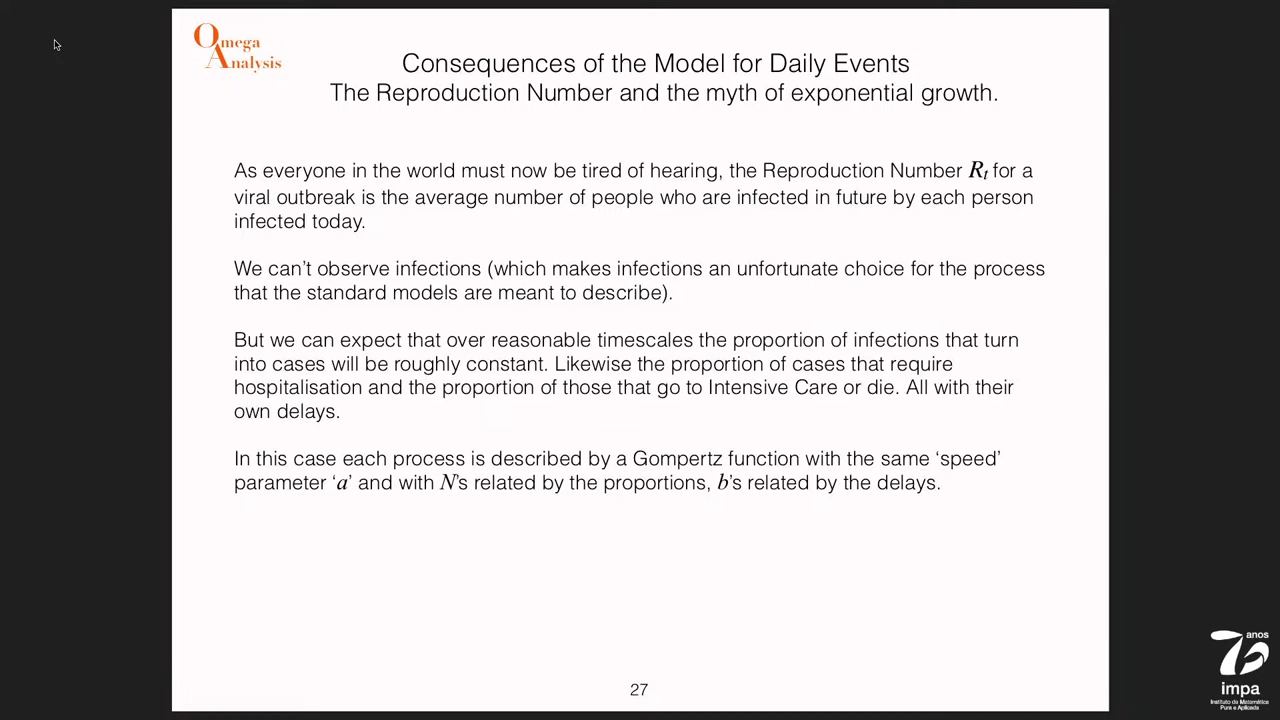 Omega
Analysis
Consequences of the Model for Daily Events
The Reproduction Number and the myth of exponential growth.
As everyone in the world must now be tired of hearing, the Reproduction Number Rt for a
viral outbreak is the average number of people who are infected in future by each person
infected today.
We can't observe infections (which makes infections an unfortunate choice for the process
that the standard models are meant to describe).
But we can expect that over reasonable timescales the proportion of infections that turn
into cases will be roughly constant. Likewise the proportion of cases that require
hospitalisation and the proportion of those that go to Intensive Care or die. All with their
own delays.
In this case each process is described by a Gompertz function with the same ‘speed’
parameter ‘a’ and with N's related by the proportions, b's related by the delays.
27
anos
70
impa
Instituto de Matemática
Pura e Aplicada